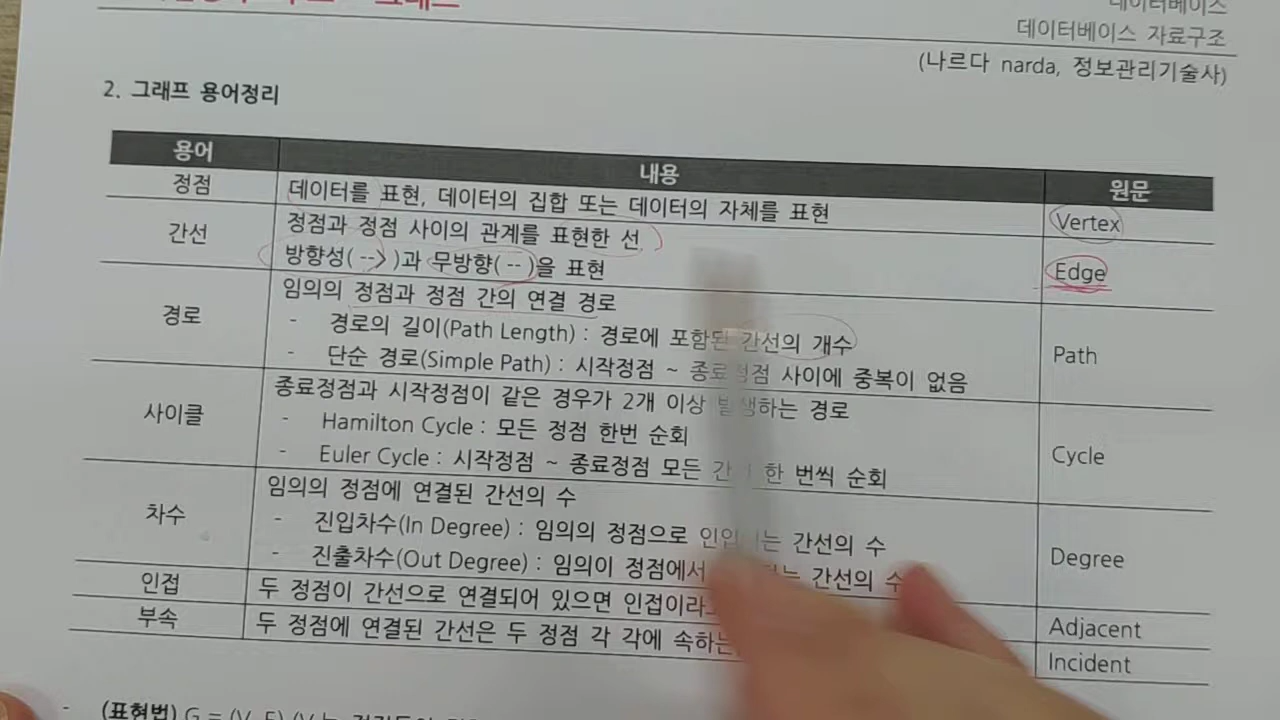 그래프
데이터베이스
데이터베이스 자료구조
(나르다 narda, 정보관리기술사)
2. 그래프 용어정리
용어 내용 원문
정점 데이터를 표현, 데이터의 집합 또는 데이터의 자체를 표현 Vertex
간선 정점과 정점 사이의 관계를 표현한 선 Edge
방향성( --> )과 무방향( -- )을 표현
경로 임의의 정점과 정점 간의 연결 경로 Path
- 경로의 길이(Path Length) : 경로에 포함된 간선의 개수
- 단순 경로(Simple Path) : 시작정점 ~ 종료정점 사이에 중복이 없음
사이클 종료정점과 시작정점이 같은 경우가 2개 이상 발생하는 경로 Cycle
- Hamilton Cycle : 모든 정점 한번 순회
- Euler Cycle : 시작정점 ~ 종료정점 모든 한 번씩 순회
차수 임의의 정점에 연결된 간선의 수 Degree
- 진입차수(In Degree) : 임의의 정점으로 간선의 수
- 진출차수(Out Degree) : 임의이 정점에서 간선의 수
인접 두 정점이 간선으로 연결되어 있으면 인접이라 Adjacent
부속 두 정점에 연결된 간선은 두 정점 각 각에 속하는 Incident
- (표현법) G = (V, E)